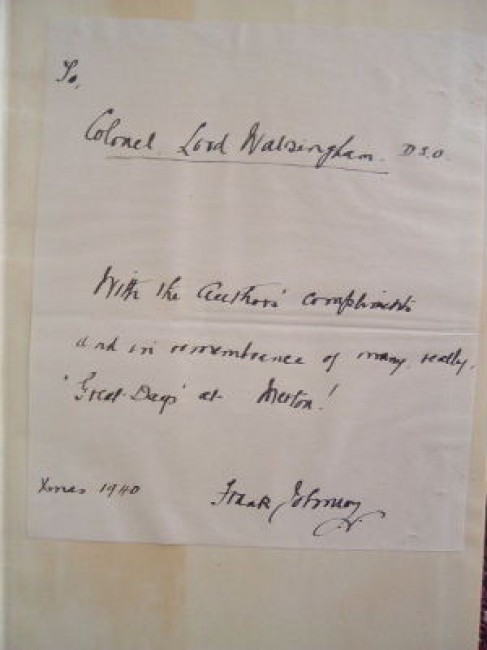 To,
Colonel Lord Walsingham. D.S.O.
With the Author's compliments
and in remembrance of many, really,
'Great Days' at Merton!
Xmas 1940 Frank Johnson